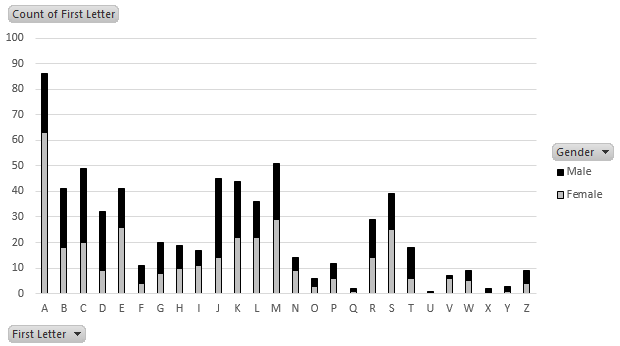 Count of First Letter
100
90
80
70
60
50
40
30
20
10
0
A B C D E F G H I J K L M N O P Q R S T U V W X Y Z
Gender
Male
Female
First Letter